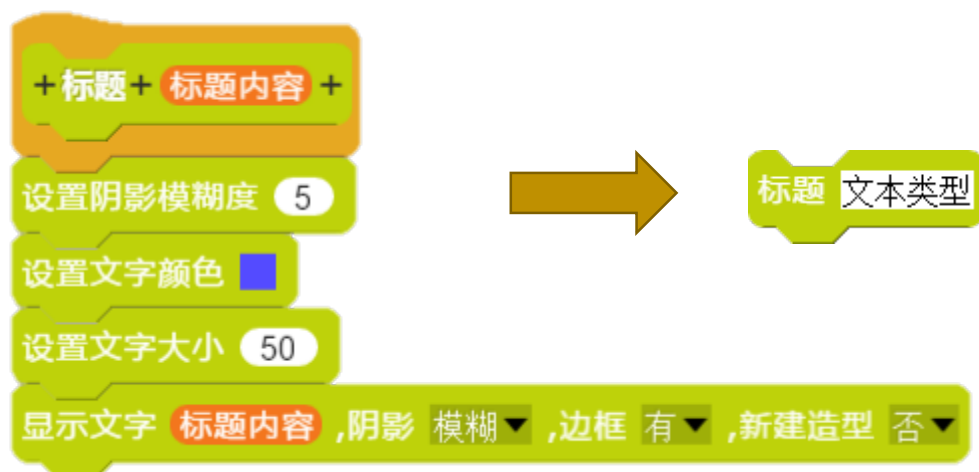 +标题+ 标题内容 +
设置阴影模糊度 5
标题 文本类型
设置文字颜色
设置文字大小 50
显示文字 标题内容 ,阴影 模糊 ,边框 有 ,新建造型 否